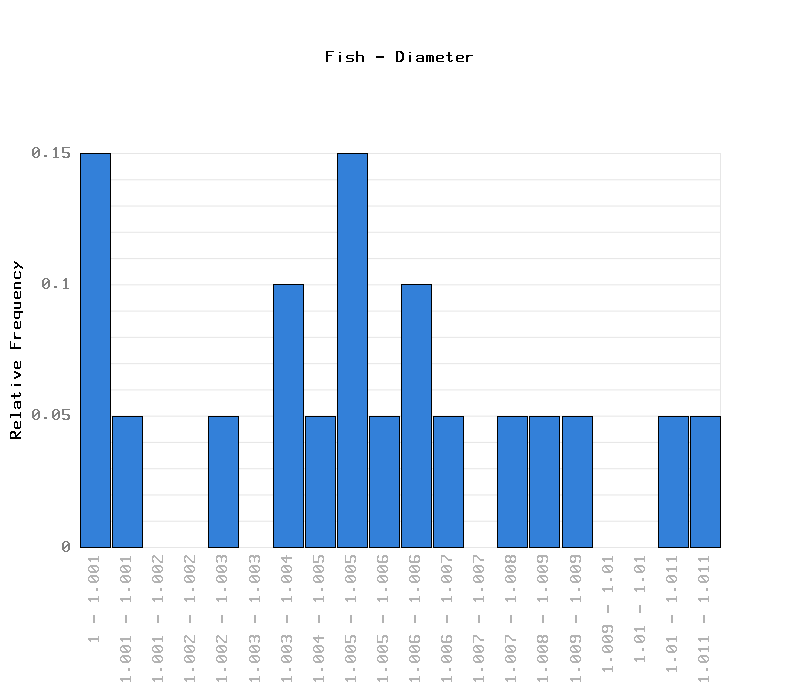 Fish - Diameter
Relative Frequency
0.15
0.1
0.05
0
1 - 1.001
1.001 - 1.001
1.001 - 1.002
1.002 - 1.002
1.002 - 1.003
1.003 - 1.003
1.003 - 1.004
1.004 - 1.005
1.005 - 1.005
1.005 - 1.006
1.006 - 1.006
1.006 - 1.007
1.007 - 1.007
1.007 - 1.008
1.008 - 1.009
1.009 - 1.009
1.009 - 1.01
1.01 - 1.01
1.01 - 1.011
1.011 - 1.011